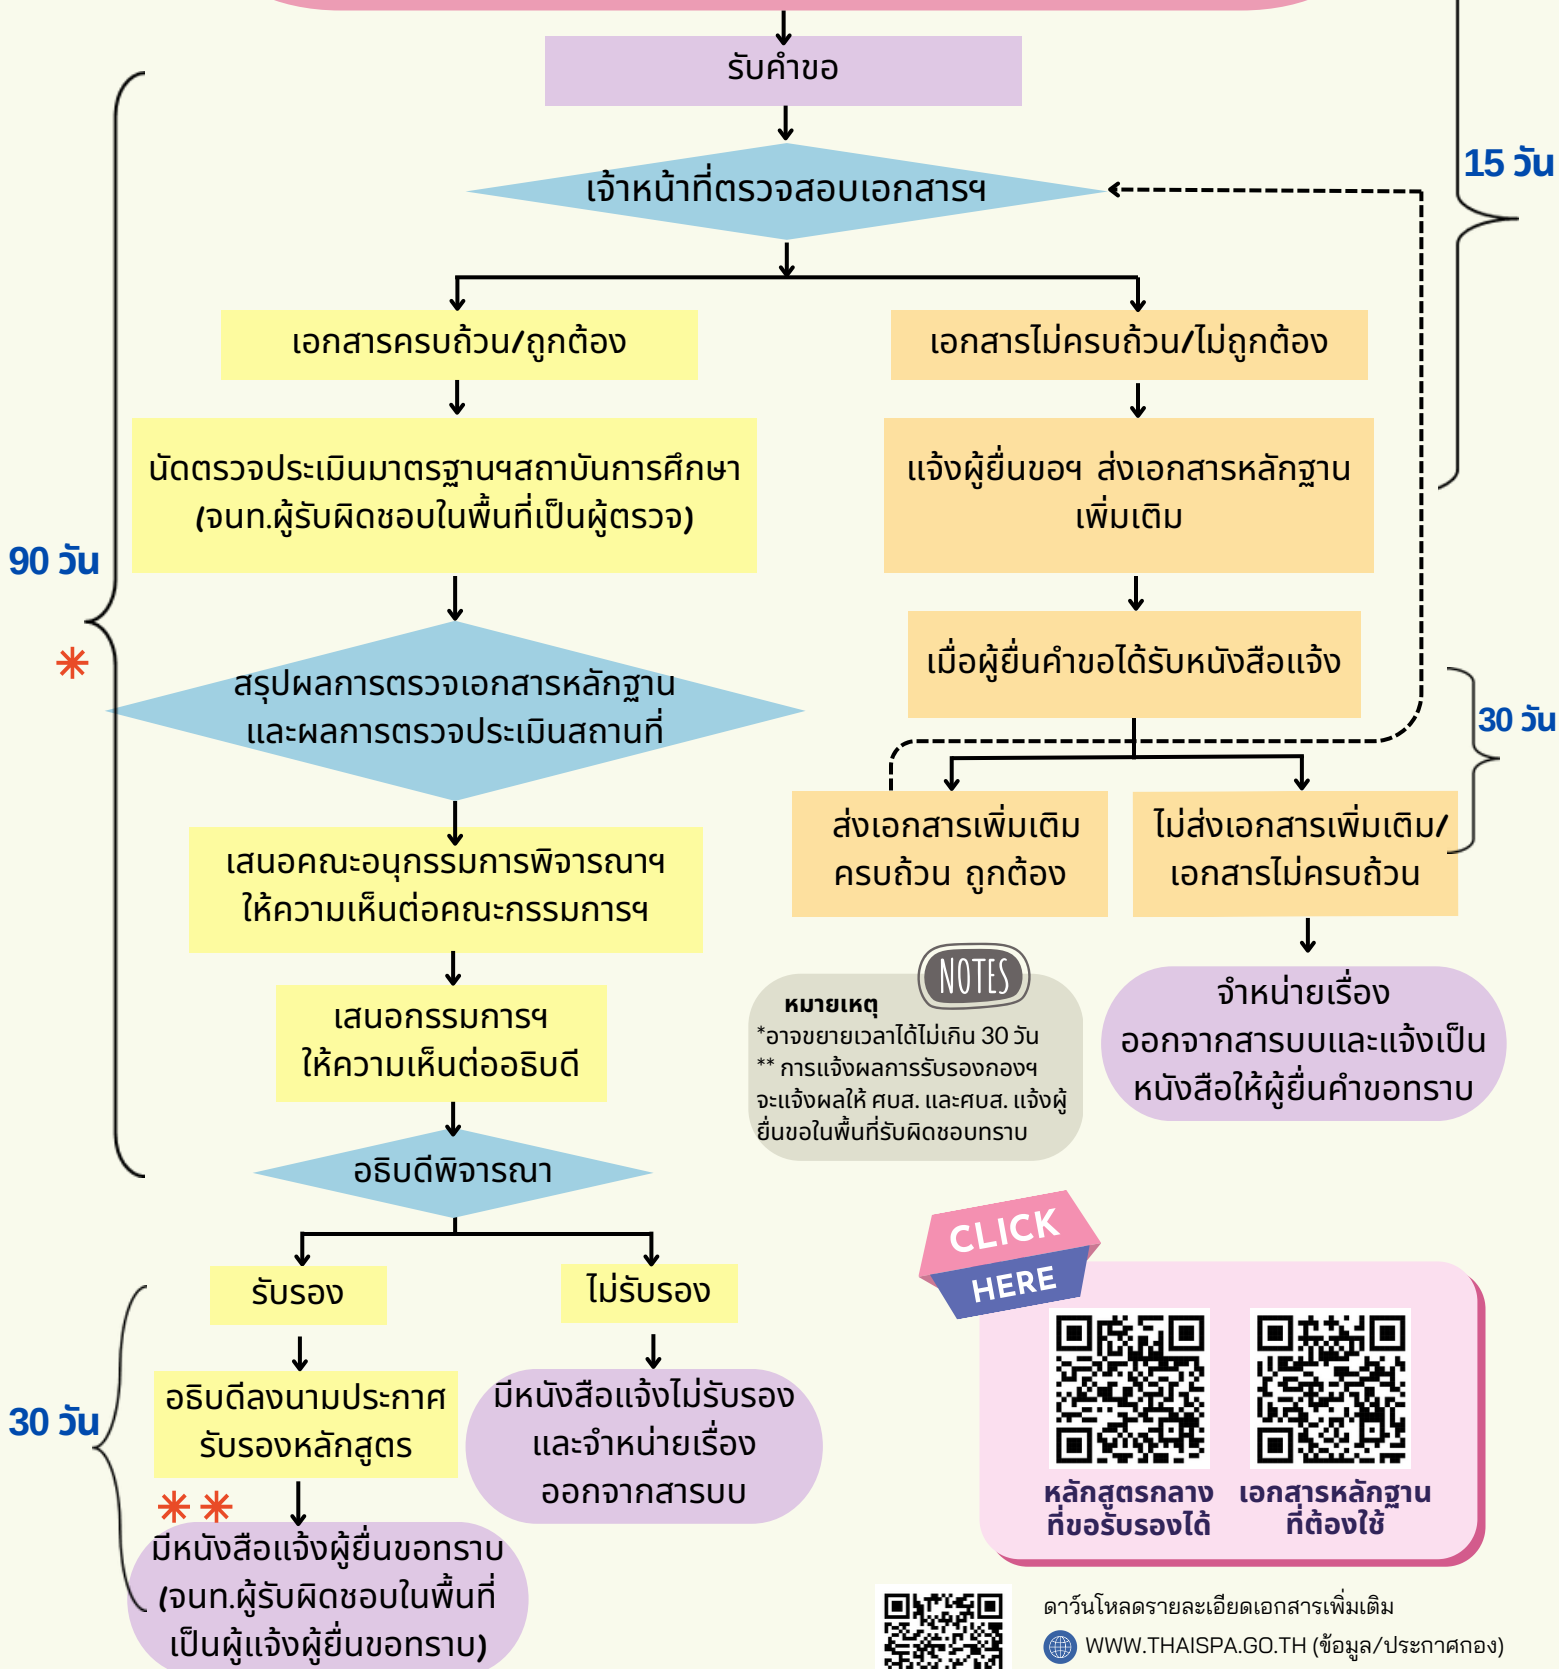 รับคำขอ
15 วัน
เจ้าหน้าที่ตรวจสอบเอกสารฯ
เอกสารครบถ้วน/ถูกต้อง
เอกสารไม่ครบถ้วน/ไม่ถูกต้อง
นัดตรวจประเมินมาตรฐานฯสถาบันการศึกษา
(จนท.ผู้รับผิดชอบในพื้นที่เป็นผู้ตรวจ)
แจ้งผู้ยื่นขอฯ ส่งเอกสารหลักฐาน
เพิ่มเติม
90 วัน
*
เมื่อผู้ยื่นคำขอได้รับหนังสือแจ้ง
สรุปผลการตรวจเอกสารหลักฐาน
และผลการตรวจประเมินสถานที่
30 วัน
ส่งเอกสารเพิ่มเติม
ครบถ้วน ถูกต้อง
ไม่ส่งเอกสารเพิ่มเติม/
เอกสารไม่ครบถ้วน
เสนอคณะอนุกรรมการพิจารณาฯ
ให้ความเห็นต่อคณะกรรมการฯ
เสนอกรรมการฯ
ให้ความเห็นต่ออธิบดี
NOTES
หมายเหตุ
*อาจขยายเวลาได้ไม่เกิน 30 วัน
** การแจ้งผลการรับรองกองฯ
จะแจ้งผลให้ ศบส. และศบส. แจ้งผู้
ยื่นขอในพื้นที่รับผิดชอบทราบ
จำหน่ายเรื่อง
ออกจากสารบบและแจ้งเป็น
หนังสือให้ผู้ยื่นคำขอทราบ
อธิบดีพิจารณา
รับรอง
ไม่รับรอง
30 วัน
อธิบดีลงนามประกาศ
รับรองหลักสูตร
มีหนังสือแจ้งไม่รับรอง
และจำหน่ายเรื่อง
ออกจากสารบบ
**
มีหนังสือแจ้งผู้ยื่นขอทราบ
(จนท.ผู้รับผิดชอบในพื้นที่
เป็นผู้แจ้งผู้ยื่นขอทราบ)
CLICK
HERE
หลักสูตรกลาง
ที่ขอรับรองได้
เอกสารหลักฐาน
ที่ต้องใช้
ดาว์นโหลดรายละเอียดเอกสารเพิ่มเติม
WWW.THAISPA.GO.TH (ข้อมูล/ประกาศกอง)